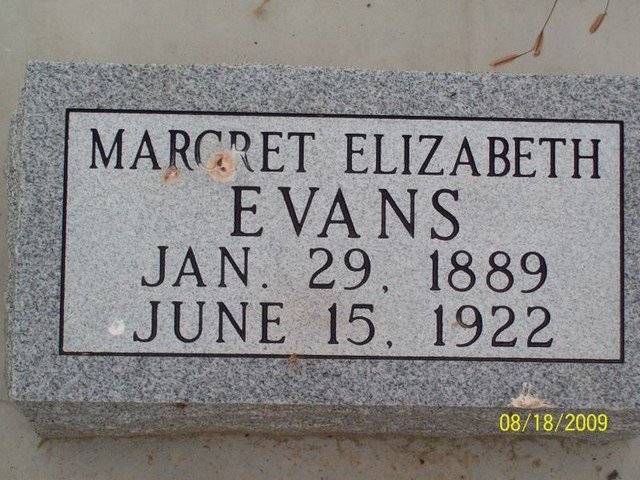 MARGRET ELIZABETH
EVANS
JAN. 29, 1889
JUNE 15, 1922
08/18/2009